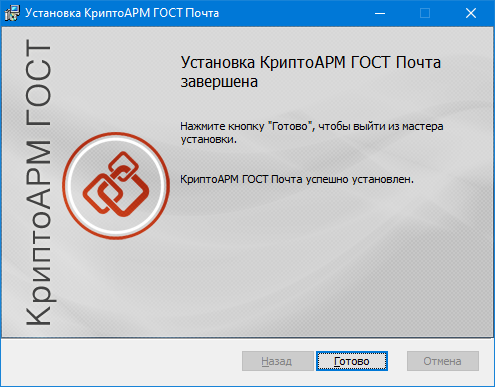 Установка КриптоАРМ ГОСТ Почта
КриптоАРМ ГОСТ
Установка КриптоАРМ ГОСТ Почта
завершена
Нажмите кнопку "Готово", чтобы выйти из мастера
установки.
КриптоАРМ ГОСТ Почта успешно установлен.
Назад
Готово
Отмена